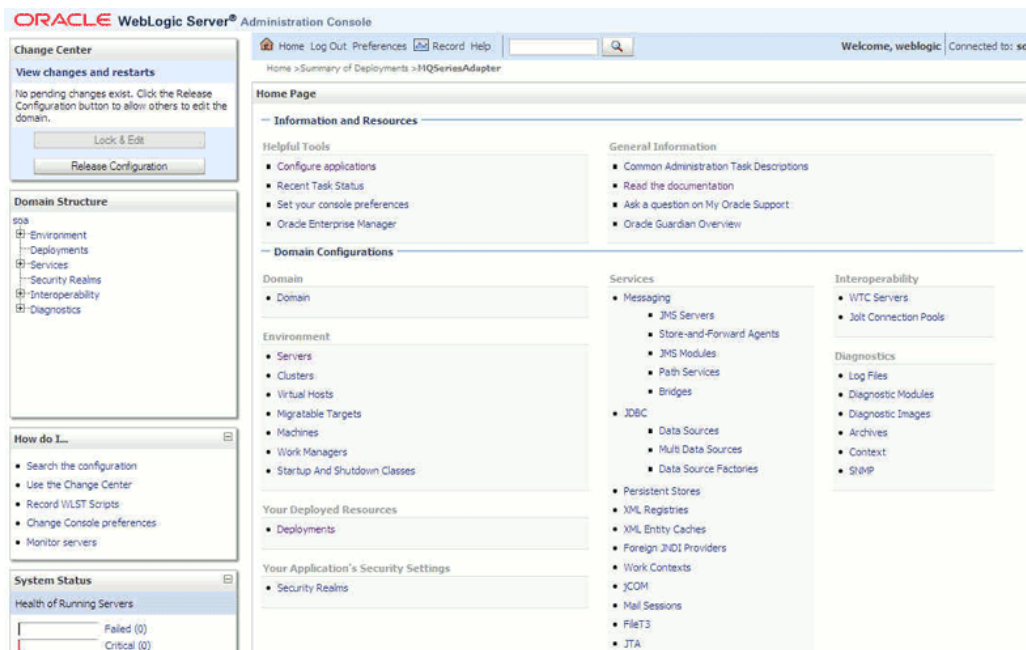 ORACLE WebLogic Server® Administration Console
Change Center
View changes and restarts
No pending changes exist. Click the Release
Configuration button to allow others to edit the
domain.
Lock & Edit
Release Configuration
Domain Structure
soa
Environment
Deployments
Services
Security Realms
Interoperability
Diagnostics
How do I...
Search the configuration
Use the Change Center
Record WLST Scripts
Change Console preferences
Monitor servers
System Status
Health of Running Servers
Failed (0)
Critical (0)
Home Log Out Preferences Record Help
Welcome, weblogic Connected to:
Home >Summary of Deployments >MQSeriesAdapter
Home Page
Information and Resources
Helpful Tools
Configure applications
Recent Task Status
Set your console preferences
Oracle Enterprise Manager
General Information
Common Administration Task Descriptions
Read the documentation
Ask a question on My Oracle Support
Oracle Guardian Overview
Domain Configurations
Domain
Domain
Environment
Servers
Clusters
Virtual Hosts
Migratable Targets
Machines
Work Managers
Startup And Shutdown Classes
Your Deployed Resources
Deployments
Your Application's Security Settings
Security Realms
Services
Messaging
JMS Servers
Store-and-Forward Agents
JMS Modules
Path Services
Bridges
JDBC
Data Sources
Multi Data Sources
Data Source Factories
Persistent Stores
XML Registries
XML Entity Caches
Foreign JNDI Providers
Work Contexts
jCOM
Mail Sessions
FileT3
JTA
Interoperability
WTC Servers
Jolt Connection Pools
Diagnostics
Log Files
Diagnostic Modules
Diagnostic Images
Archives
Context
SNMP